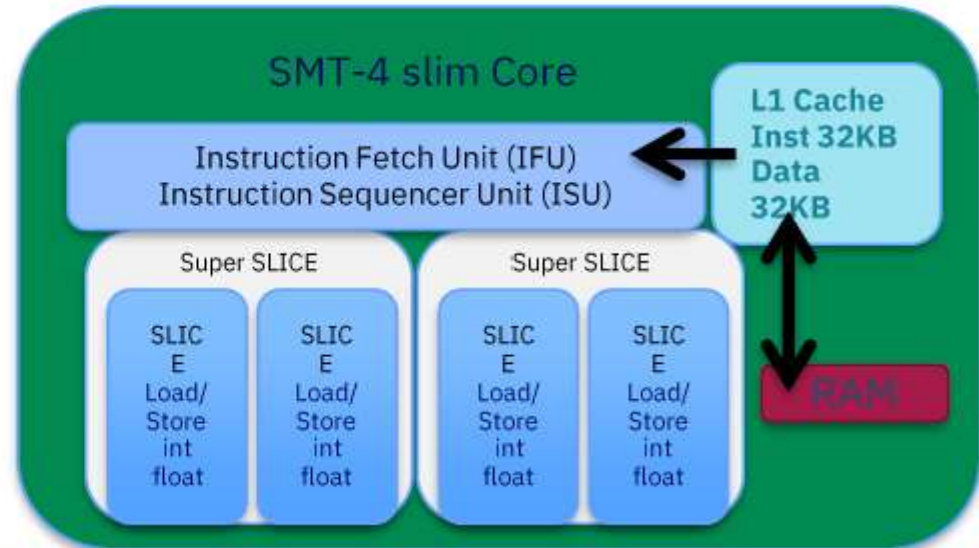 SMT-4 slim Core
L1 Cache
Inst 32KB
Data
32KB
Instruction Fetch Unit (IFU)
Instruction Sequencer Unit (ISU)
Super SLICE
SLIC
E
Load/
Store
int
float
SLIC
E
Load/
Store
int
float
Super SLICE
SLIC
E
Load/
Store
int
float
SLIC
E
Load/
Store
int
float
RAM